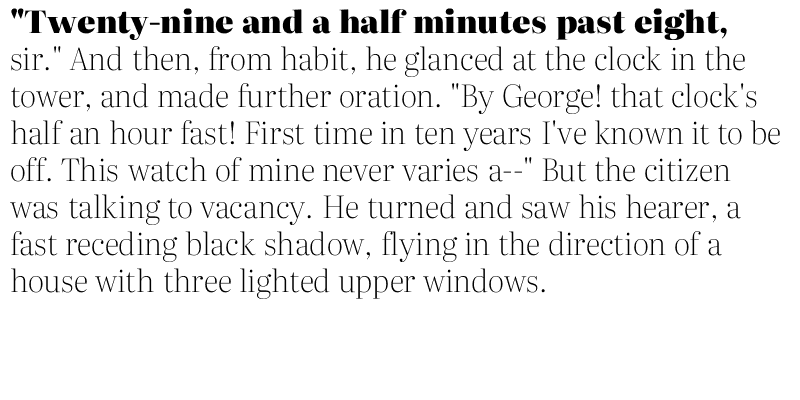 "Twenty-nine and a half minutes past eight,
sir." And then, from habit, he glanced at the clock in the
tower, and made further oration. "By George! that clock's
half an hour fast! First time in ten years I've known it to be
off. This watch of mine never varies a--" But the citizen
was talking to vacancy. He turned and saw his hearer, a
fast receding black shadow, flying in the direction of a
house with three lighted upper windows.